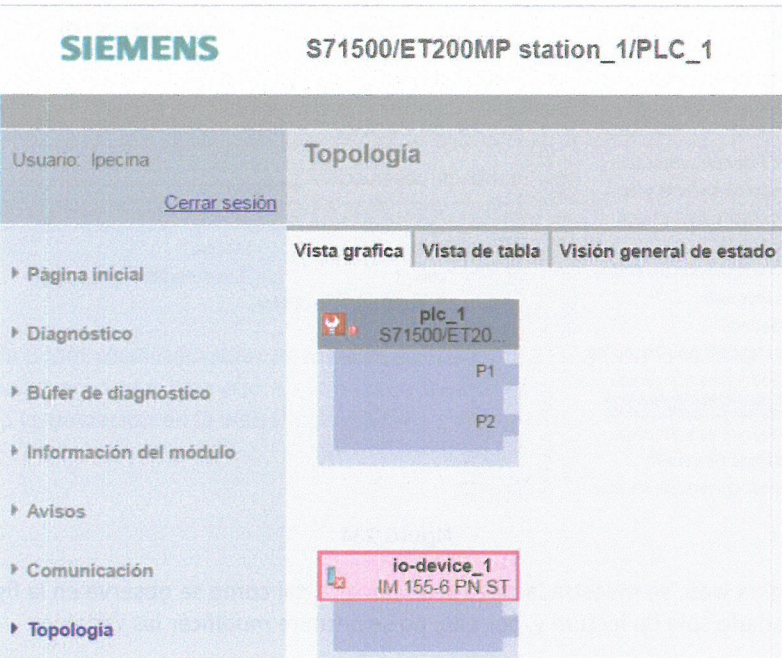 SIEMENS
S71500/ET200MP station_1/PLC_1
Usuario: lpecina
Cerrar sesión
Topología
Vista grafica
Vista de tabla
Visión general de estado
Página inicial
Diagnóstico
Búfer de diagnóstico
Información del módulo
Avisos
Comunicación
Topología
plc_1
S71500/ET20...
P1
P2
io-device_1
IM 155-6 PN ST